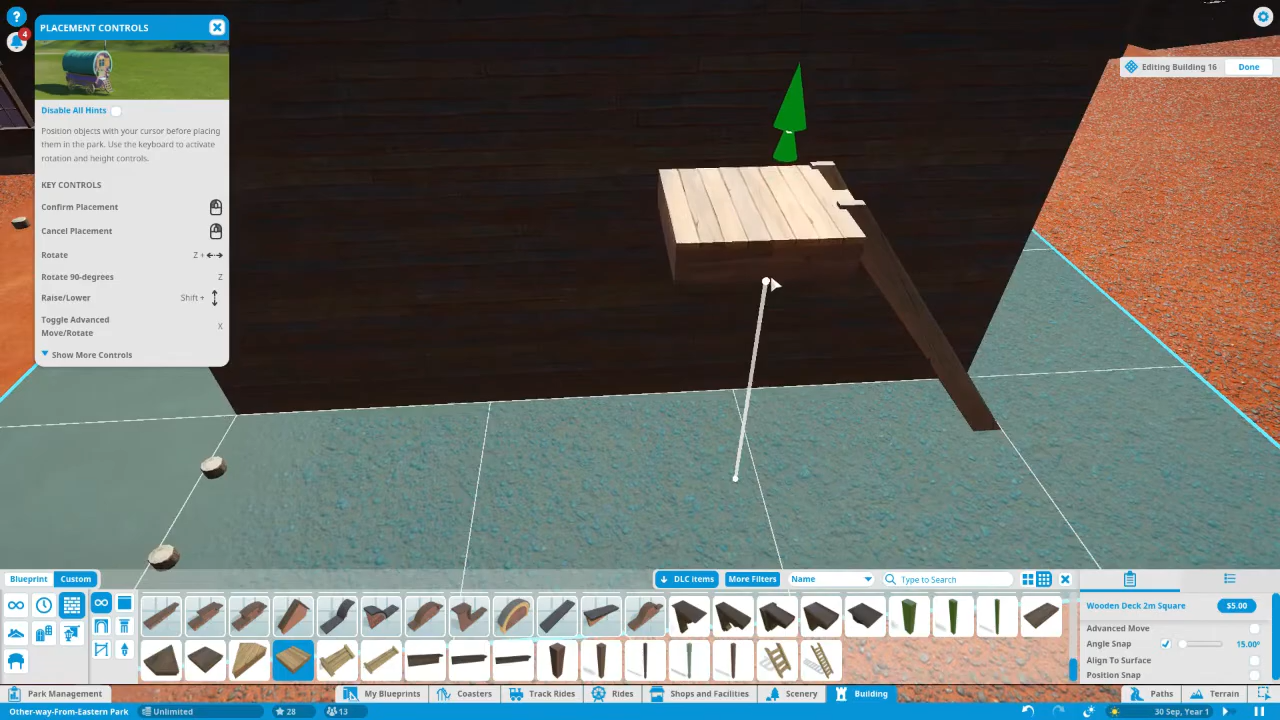 ?
PLACEMENT CONTROLS
4
Disable All Hints
Position objects with your cursor before placing
them in the park. Use the keyboard to activate
rotation and height controls.
KEY CONTROLS
Confirm Placement
Cancel Placement
Rotate Z +
Rotate 90-degrees Z
Raise/Lower Shift +
Toggle Advanced
Move/Rotate X
Show More Controls
Editing Building 16 Done
Blueprint Custom DLC Items More Filters Name Type to Search
Wooden Deck 2m Square $5.00
Advanced Move
Angle Snap 15.00°
Align To Surface
Position Snap
Park Management My Blueprints Coasters Track Rides Rides Shops and Facilities Scenery Building Paths Terrain
Other-way-From-Eastern Park Unlimited 28 13 30 Sep, Year 1